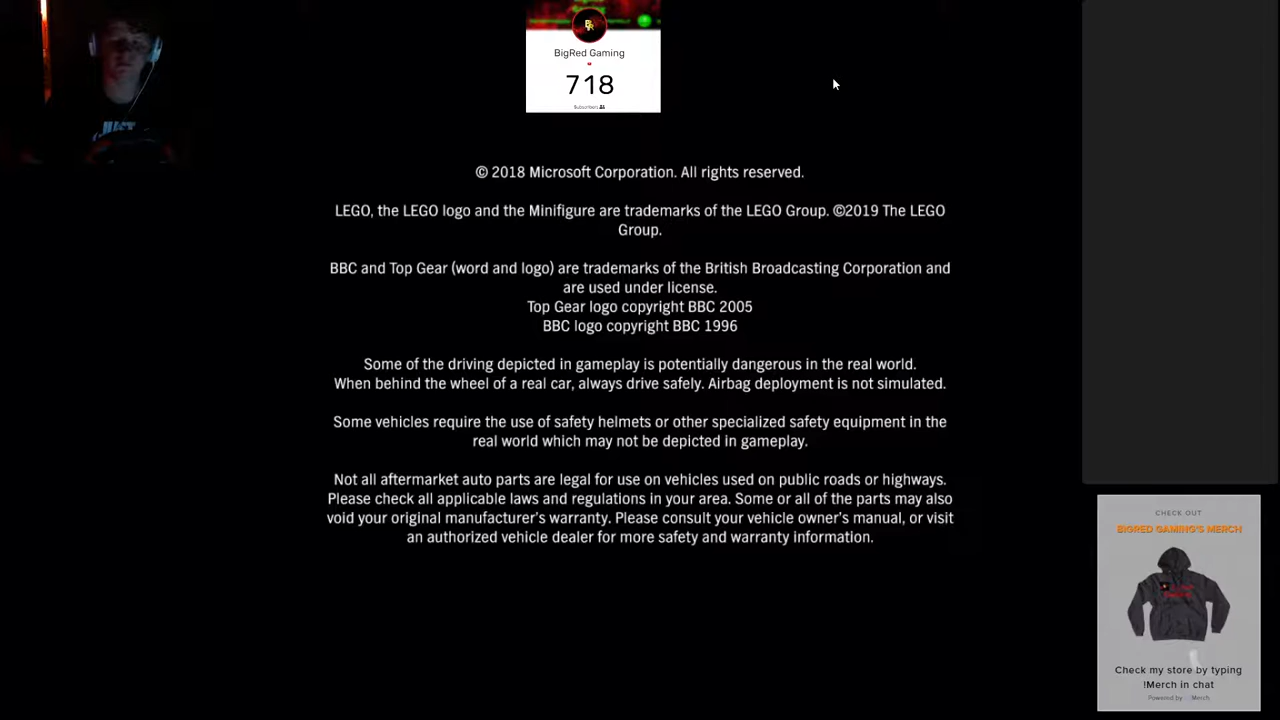 BigRed Gaming
718
Subscribers
© 2018 Microsoft Corporation. All rights reserved.
LEGO, the LEGO logo and the Minifigure are trademarks of the LEGO Group. ©2019 The LEGO
Group.
BBC and Top Gear (word and logo) are trademarks of the British Broadcasting Corporation and
are used under license.
Top Gear logo copyright BBC 2005
BBC logo copyright BBC 1996
Some of the driving depicted in gameplay is potentially dangerous in the real world.
When behind the wheel of a real car, always drive safely. Airbag deployment is not simulated.
Some vehicles require the use of safety helmets or other specialized safety equipment in the
real world which may not be depicted in gameplay.
Not all aftermarket auto parts are legal for use on vehicles used on public roads or highways.
Please check all applicable laws and regulations in your area. Some or all of the parts may also
void your original manufacturer's warranty. Please consult your vehicle owner's manual, or visit
an authorized vehicle dealer for more safety and warranty information.
CHECK OUT
BIGRED GAMING'S MERCH
Check my store by typing
!Merch in chat
Powered by Merch